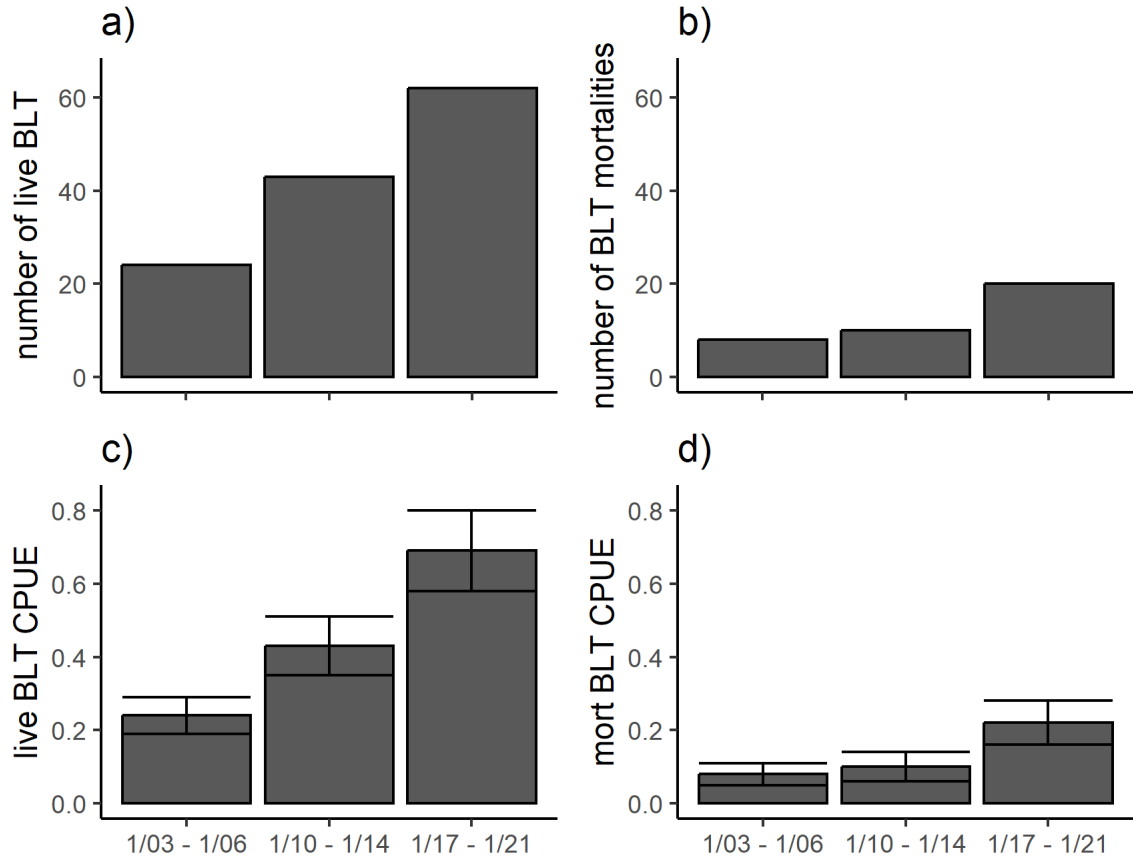 a)
number of live BLT
60
40
20
0
b)
number of BLT mortalities
60
40
20
0
c)
live BLT CPUE
0.8
0.6
0.4
0.2
0.0
1/03 - 1/06 1/10 - 1/14 1/17 - 1/21
d)
mort BLT CPUE
0.8
0.6
0.4
0.2
0.0
1/03 - 1/06 1/10 - 1/14 1/17 - 1/21